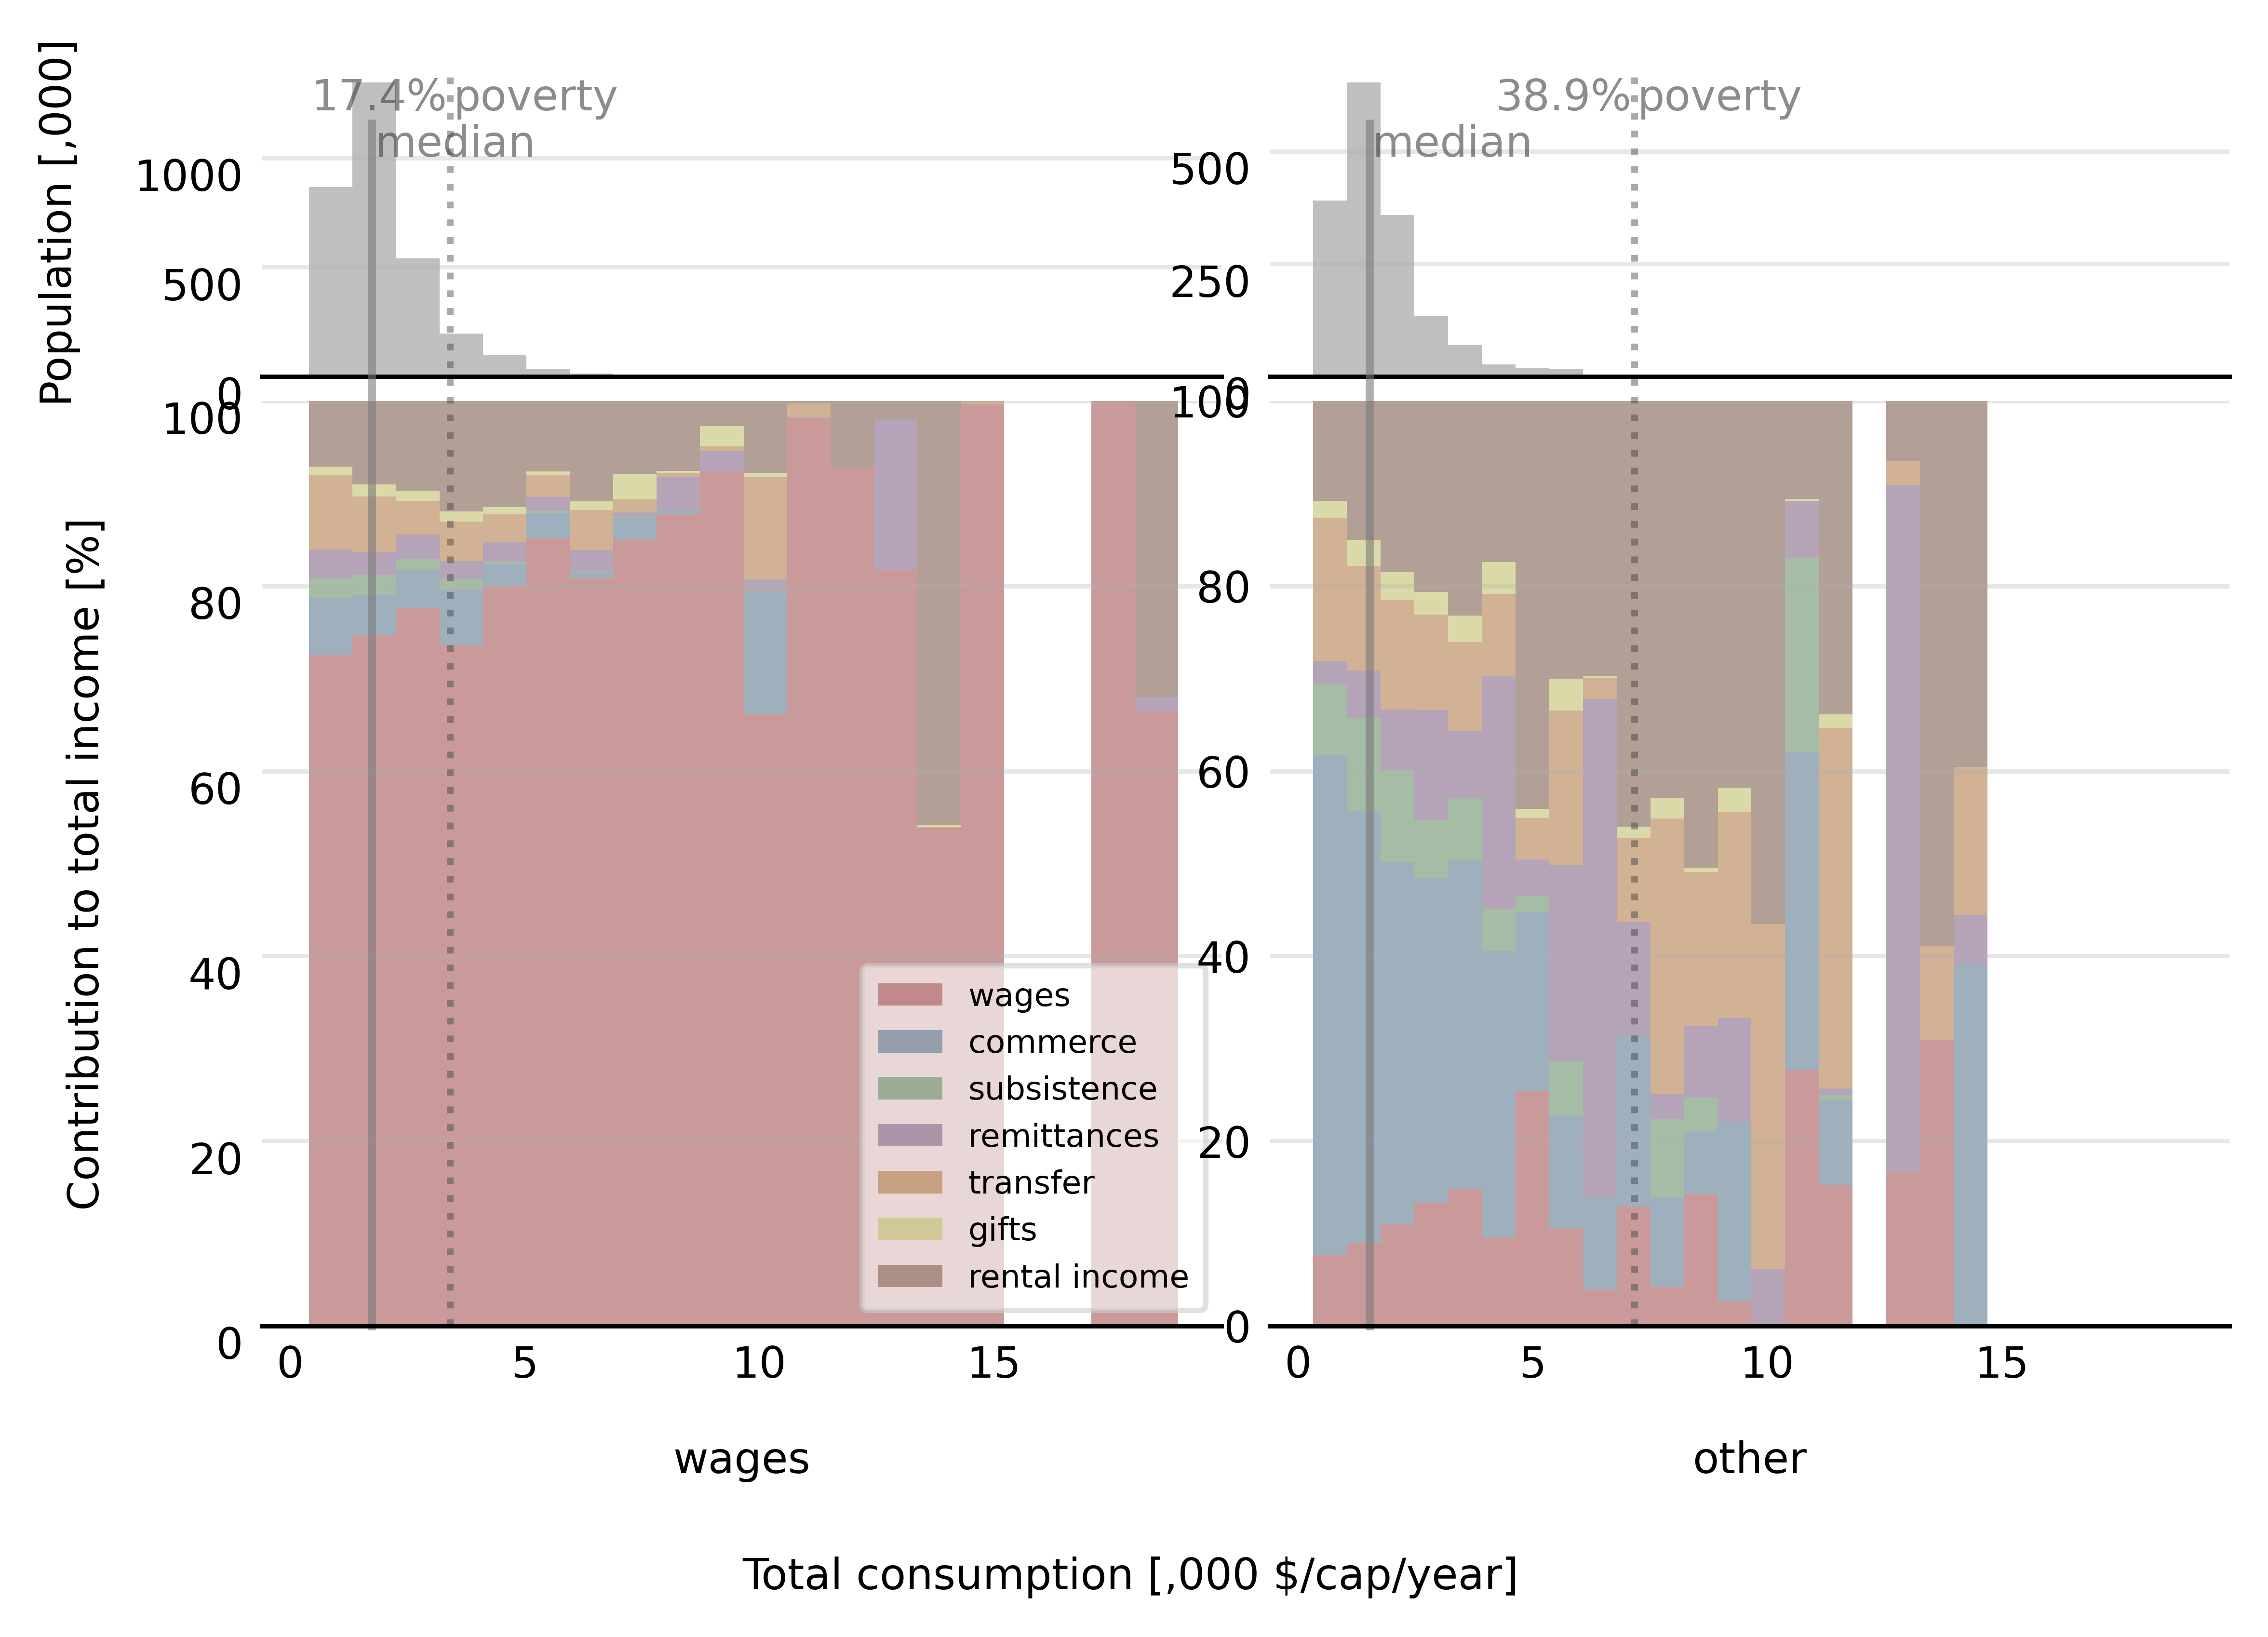 Population [,000]
17.4% poverty
median
1000
500
0
38.9% poverty
median
500
250
0
Contribution to total income [%]
100
80
60
40
20
0
100
80
60
40
20
0
wages
commerce
subsistence
remittances
transfer
gifts
rental income
0 5 10 15
0 5 10 15
wages
other
Total consumption [,000 $/cap/year]